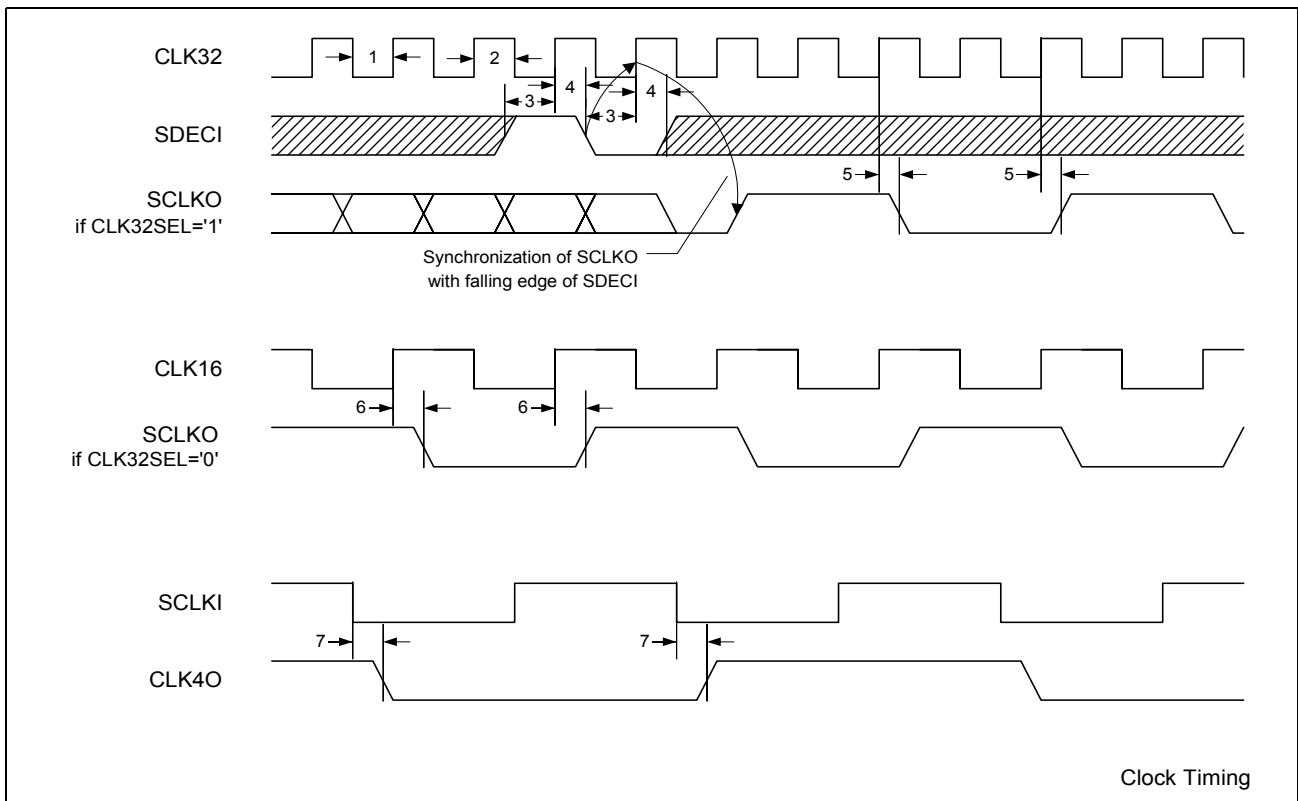 CLK32
1
2
3
4
3
4
SDECI
5
5
SCLKO
if CLK32SEL='1'
Synchronization of SCLKO
with falling edge of SDECI
CLK16
6
6
SCLKO
if CLK32SEL='0'
SCLKI
7
7
CLK4O
Clock Timing